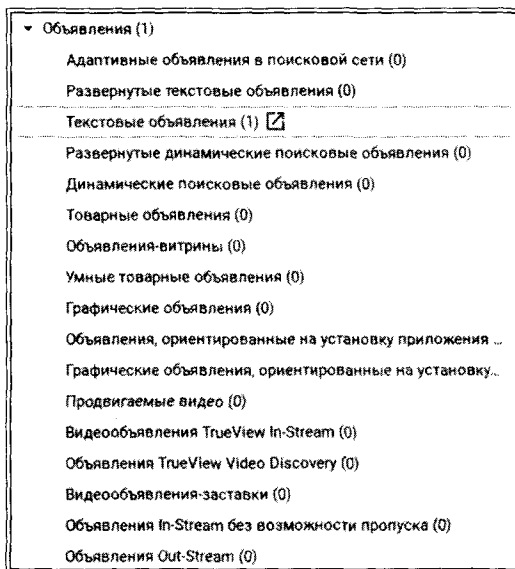 Объявления (1)
Адаптивные объявления в поисковой сети (0)
Развернутые текстовые объявления (0)
Текстовые объявления (1)
Развернутые динамические поисковые объявления (0)
Динамические поисковые объявления (0)
Товарные объявления (0)
Объявления-витрины (0)
Умные товарные объявления (0)
Графические объявления (0)
Объявления, ориентированные на установку приложения ...
Графические объявления, ориентированные на установку...
Продвигаемые видео (0)
Видеообъявления TrueView In-Stream (0)
Объявления TrueView Video Discovery (0)
Видеообъявления-заставки (0)
Объявления In-Stream без возможности пропуска (0)
Объявления Out-Stream (0)